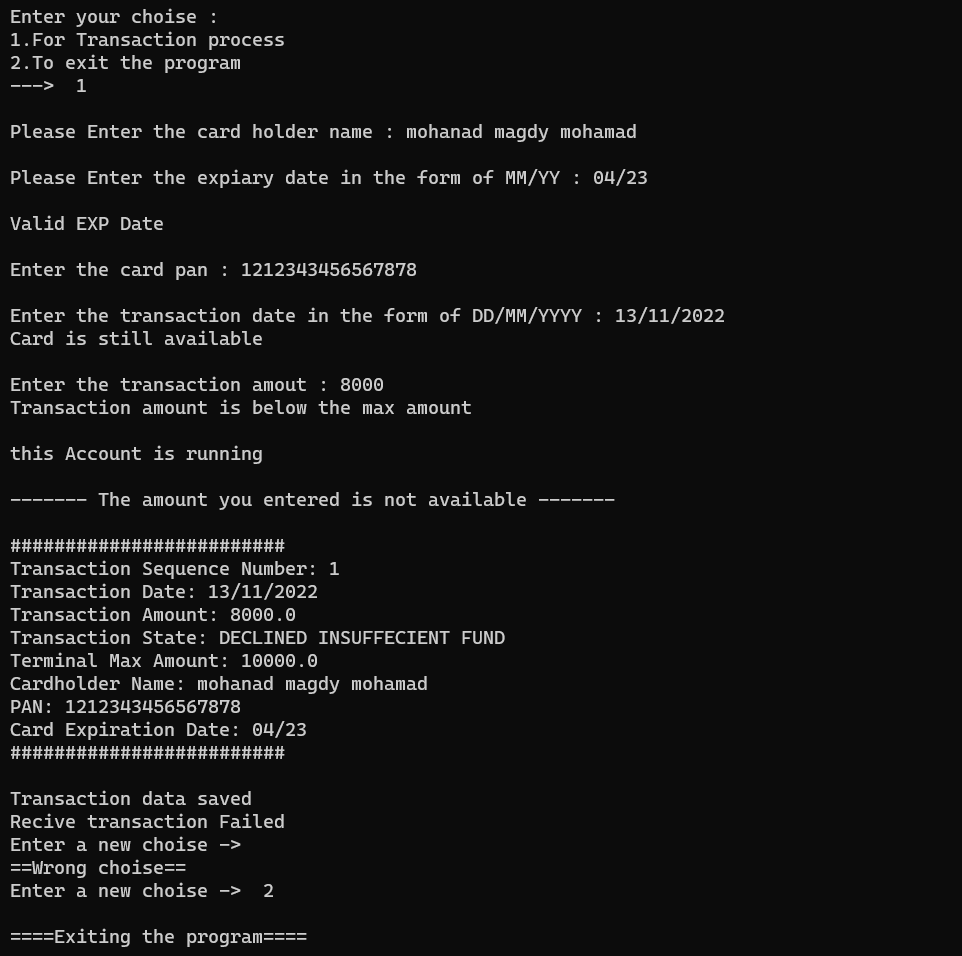 Enter your choise :
1.For Transaction process
2.To exit the program
--->  1
Please Enter the card holder name : mohanad magdy mohamad
Please Enter the expiary date in the form of MM/YY : 04/23
Valid EXP Date
Enter the card pan : 1212343456567878
Enter the transaction date in the form of DD/MM/YYYY : 13/11/2022
Card is still available
Enter the transaction amout : 8000
Transaction amount is below the max amount
this Account is running
------- The amount you entered is not available -------
#########################
Transaction Sequence Number: 1
Transaction Date: 13/11/2022
Transaction Amount: 8000.0
Transaction State: DECLINED INSUFFECIENT FUND
Terminal Max Amount: 10000.0
Cardholder Name: mohanad magdy mohamad
PAN: 1212343456567878
Card Expiration Date: 04/23
#########################
Transaction data saved
Recive transaction Failed
Enter a new choise ->
==Wrong choise==
Enter a new choise ->  2
====Exiting the program====